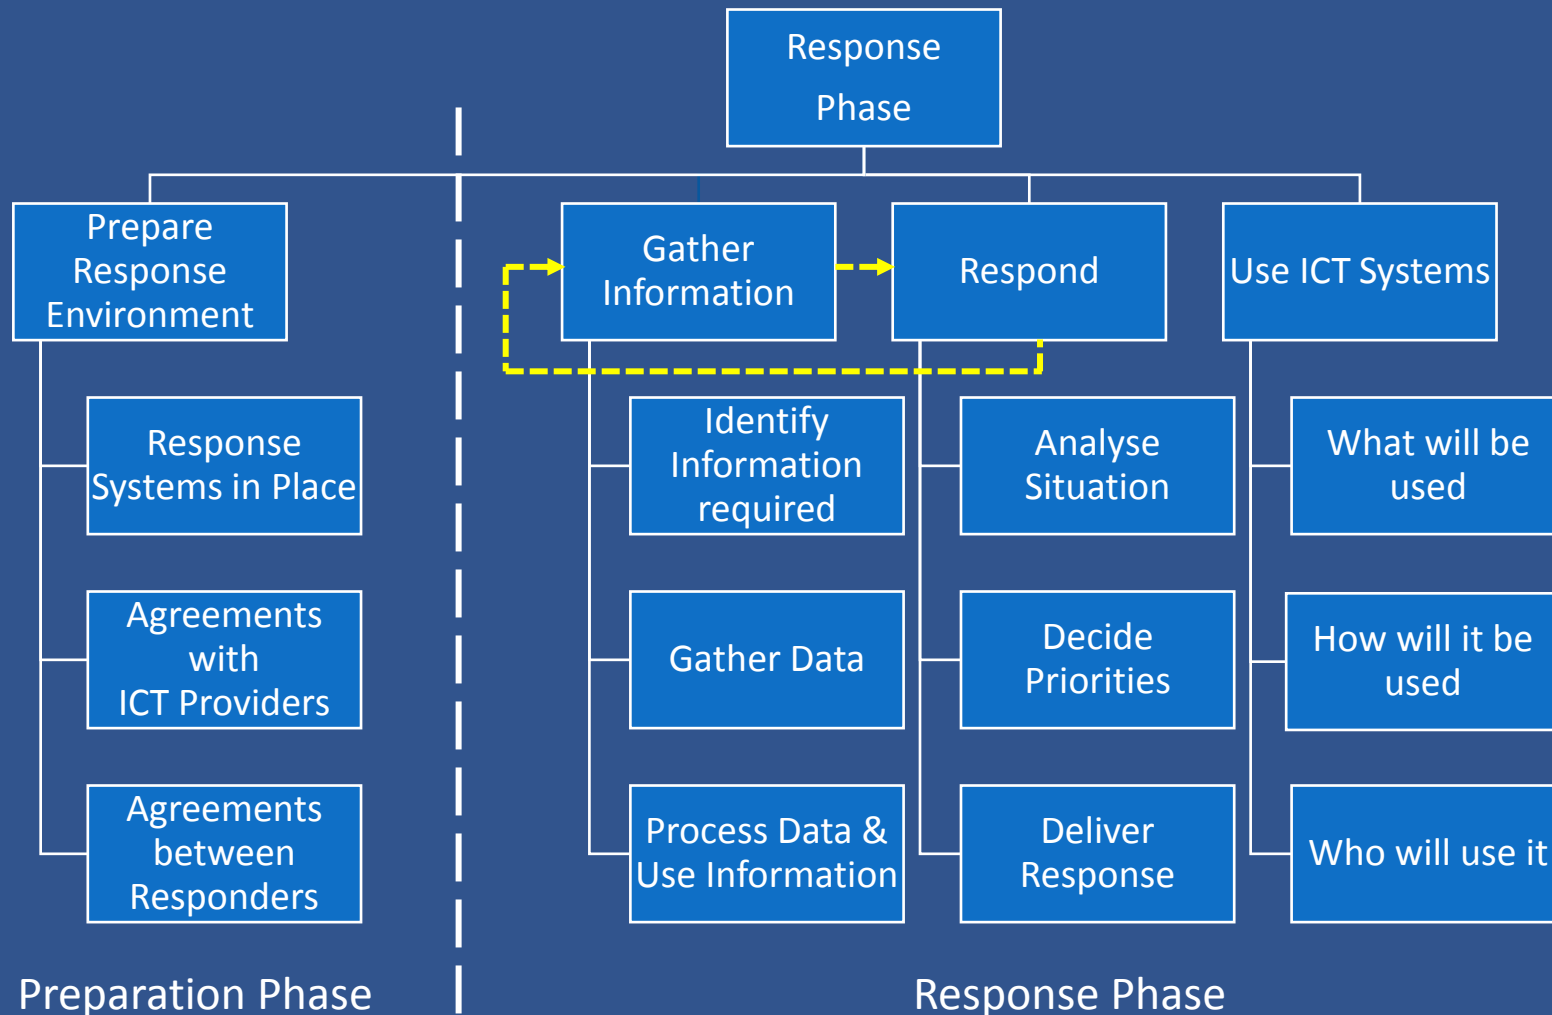 Response
Phase
Prepare
Response
Environment
Gather
Information
Respond
Use ICT Systems
Response
Systems in Place
Identify
Information
required
Analyse
Situation
What will be
used
Agreements
with
ICT Providers
Gather Data
Decide
Priorities
How will it be
used
Agreements
between
Responders
Process Data &
Use Information
Deliver
Response
Who will use it
Preparation Phase
Response Phase